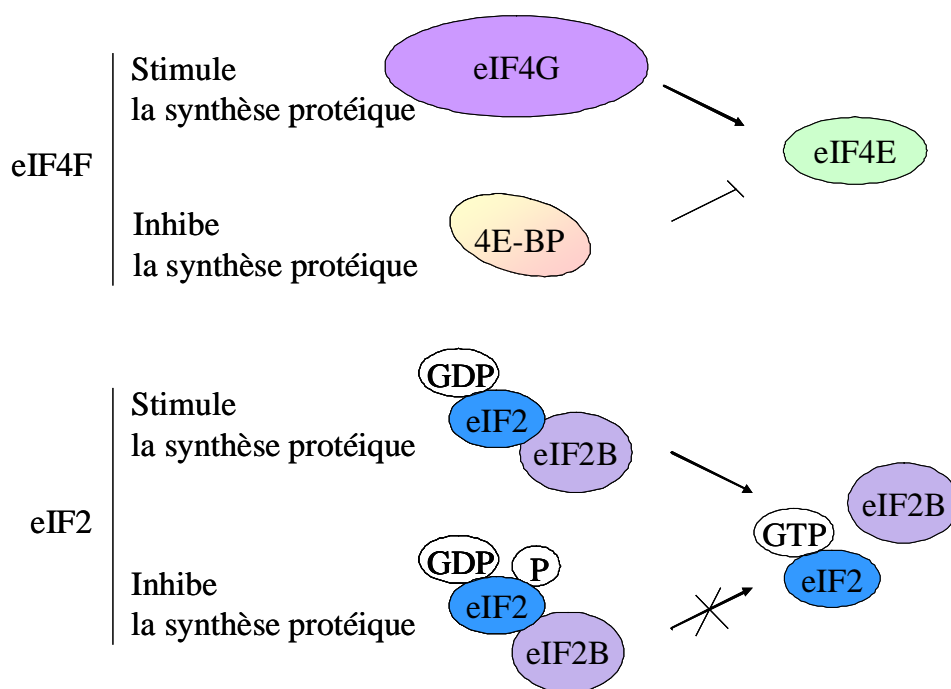 eIF4F
Stimule
la synthèse protéique
eIF4G
eIF4E
Inhibe
la synthèse protéique
4E-BP
eIF2
Stimule
la synthèse protéique
GDP
eIF2
eIF2B
eIF2B
GTP
eIF2
Inhibe
la synthèse protéique
GDP
P
eIF2
eIF2B